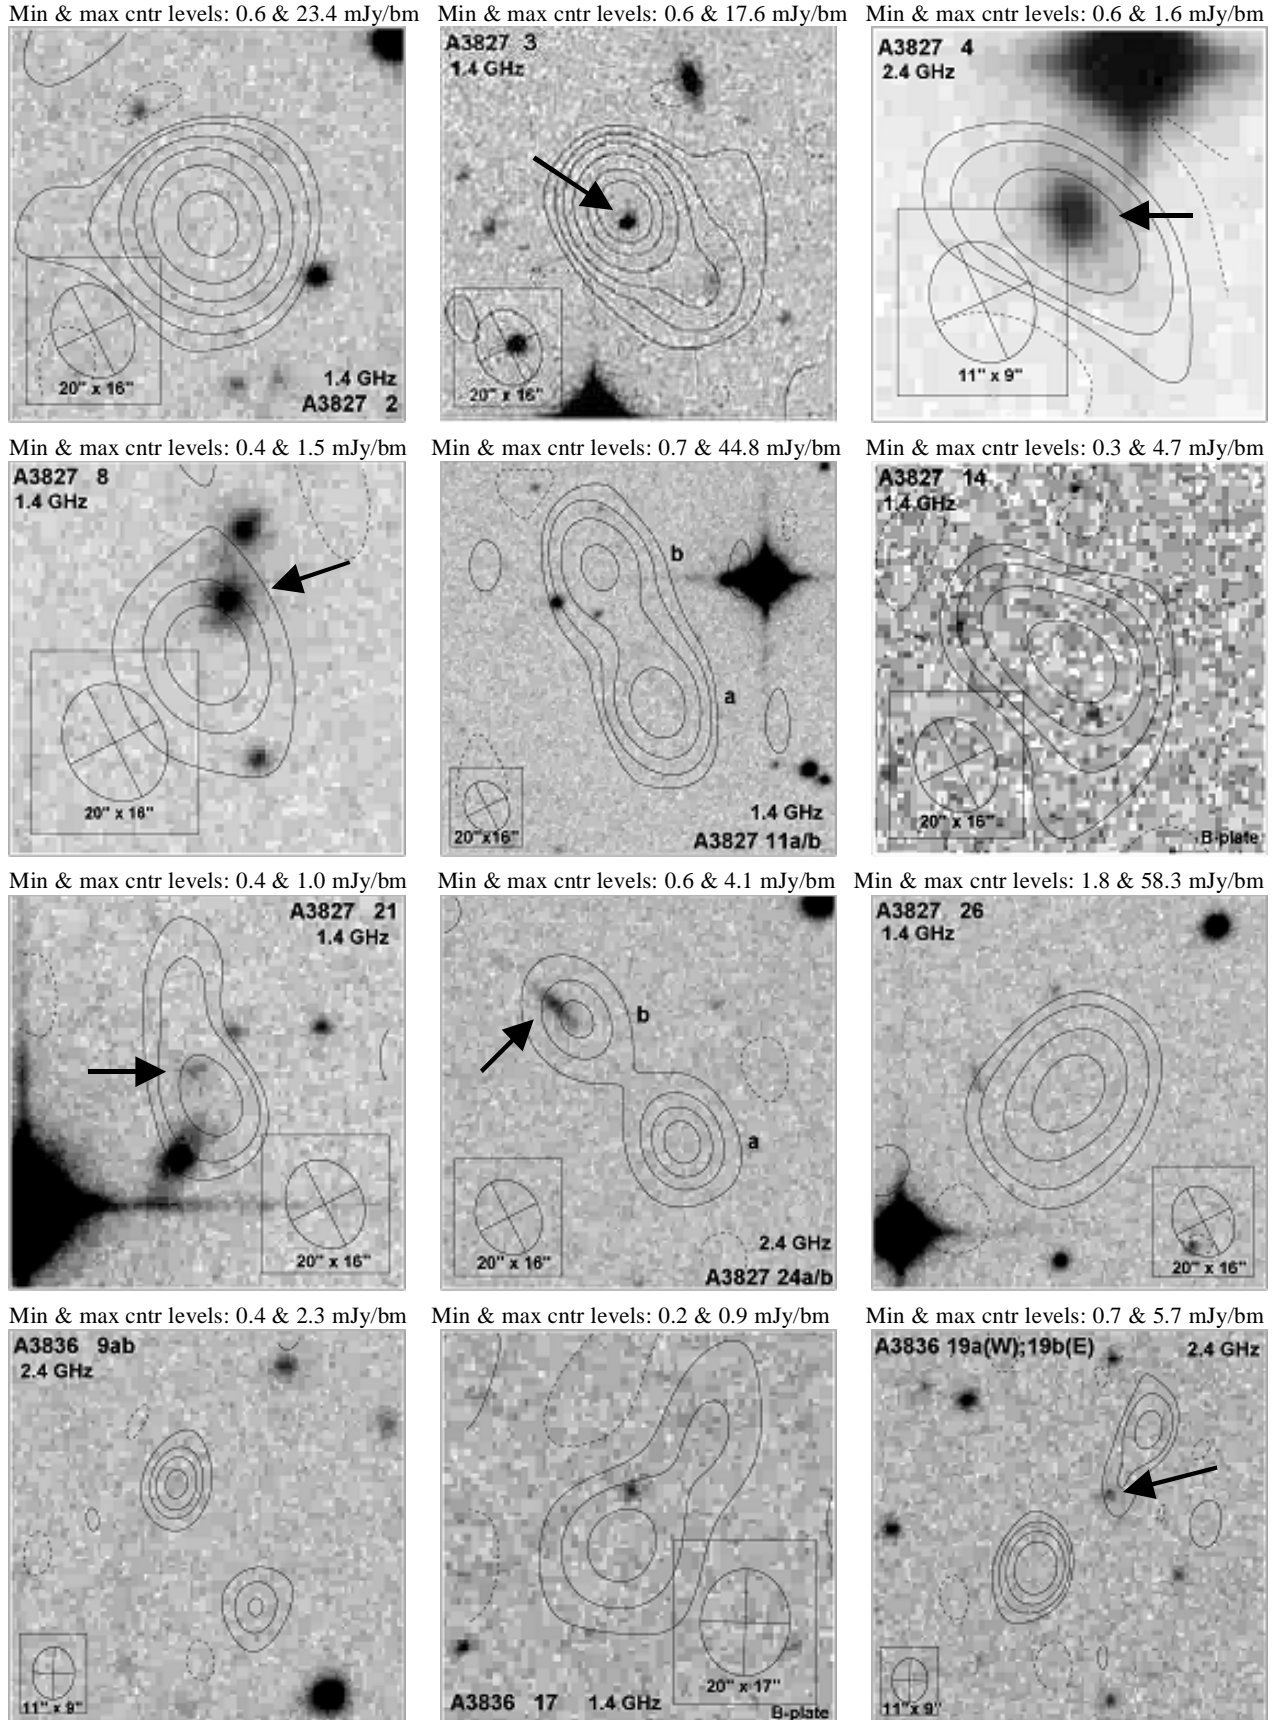 Min & max cntr levels: 0.6 & 23.4 mJy/bm
20" x 16"
1.4 GHz
A3827 2
Min & max cntr levels: 0.6 & 17.6 mJy/bm
A3827 3
1.4 GHz
20" x 16"
Min & max cntr levels: 0.6 & 1.6 mJy/bm
A3827 4
2.4 GHz
11" x 9"
Min & max cntr levels: 0.4 & 1.5 mJy/bm
A3827 8
1.4 GHz
20" x 16"
Min & max cntr levels: 0.7 & 44.8 mJy/bm
b
a
20"x16"
1.4 GHz
A3827 11a/b
Min & max cntr levels: 0.3 & 4.7 mJy/bm
A3827 14
1.4 GHz
20" x 16"
B-plate
Min & max cntr levels: 0.4 & 1.0 mJy/bm
A3827 21
1.4 GHz
20" x 16"
Min & max cntr levels: 0.6 & 4.1 mJy/bm
b
a
20" x 16"
2.4 GHz
A3827 24a/b
Min & max cntr levels: 1.8 & 58.3 mJy/bm
A3827 26
1.4 GHz
20" x 16"
Min & max cntr levels: 0.4 & 2.3 mJy/bm
A3836 9ab
2.4 GHz
11" x 9"
Min & max cntr levels: 0.2 & 0.9 mJy/bm
20" x 17"
A3836 17 1.4 GHz
B-plate
Min & max cntr levels: 0.7 & 5.7 mJy/bm
A3836 19a(W);19b(E) 2.4 GHz
11"x 9"